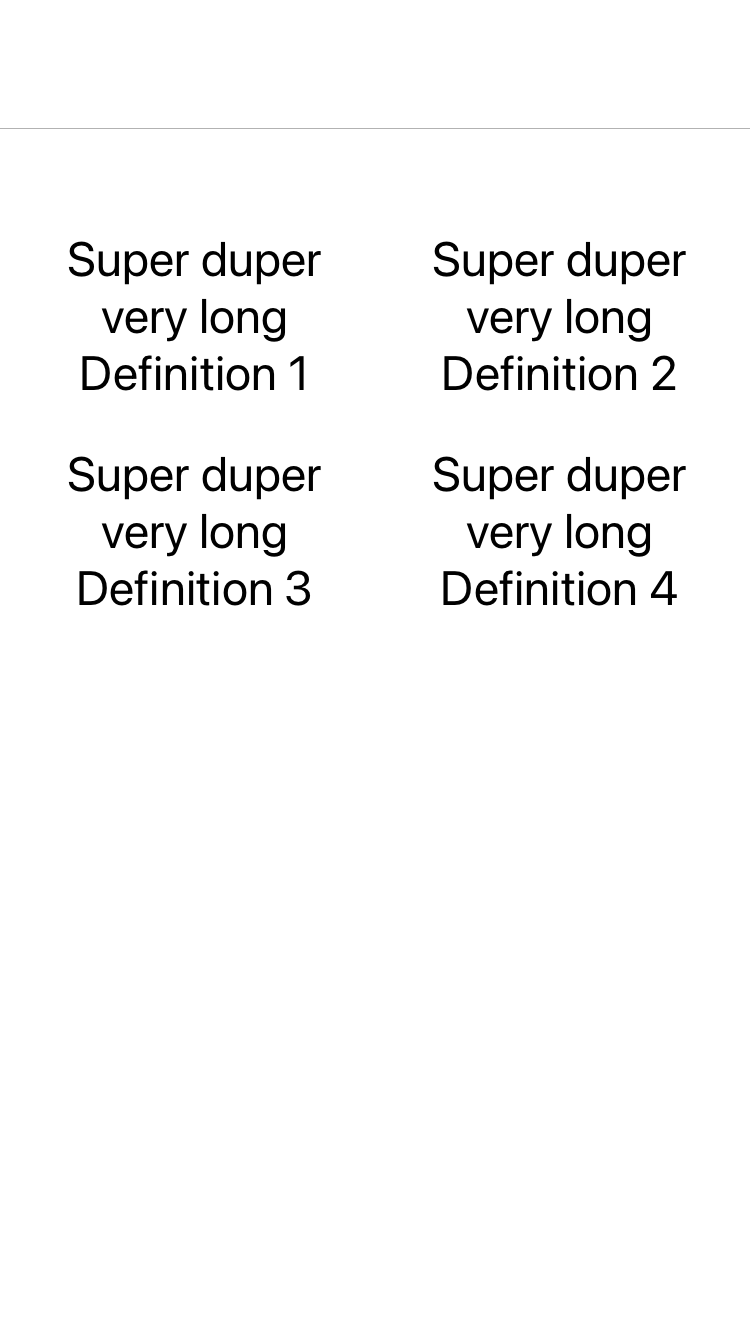 Super duper
very long
Definition 1
Super duper
very long
Definition 2
Super duper
very long
Definition 3
Super duper
very long
Definition 4